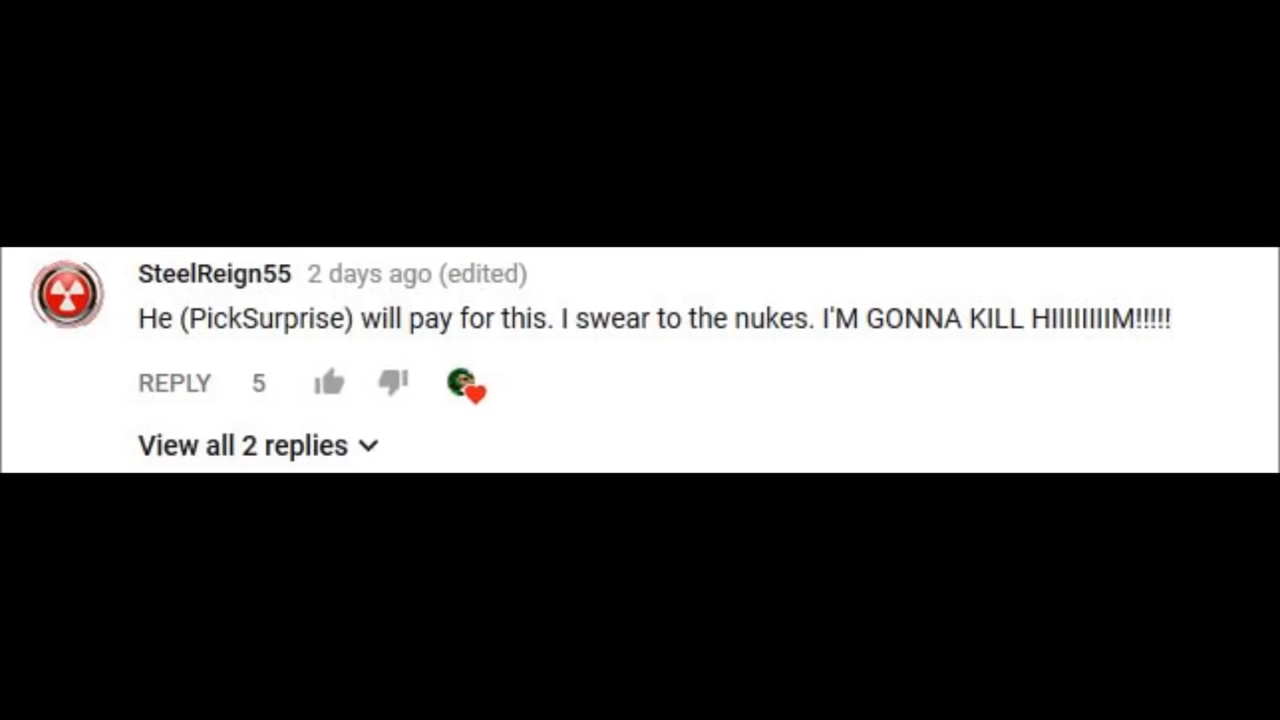 SteelReign55 2 days ago (edited)
He (PickSurprise) will pay for this. I swear to the nukes. I'M GONNA KILL HIIIIIIIIM!!!!!
REPLY 5
View all 2 replies